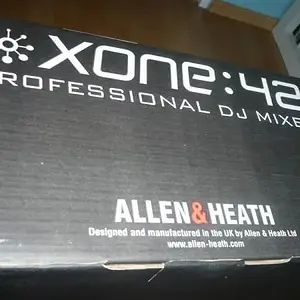 XONE:42
PROFESSIONAL DJ MIXE
ALLEN&HEATH
Designed and manufactured in the UK by Allen & Heath Ltd
www.allen-heath.com